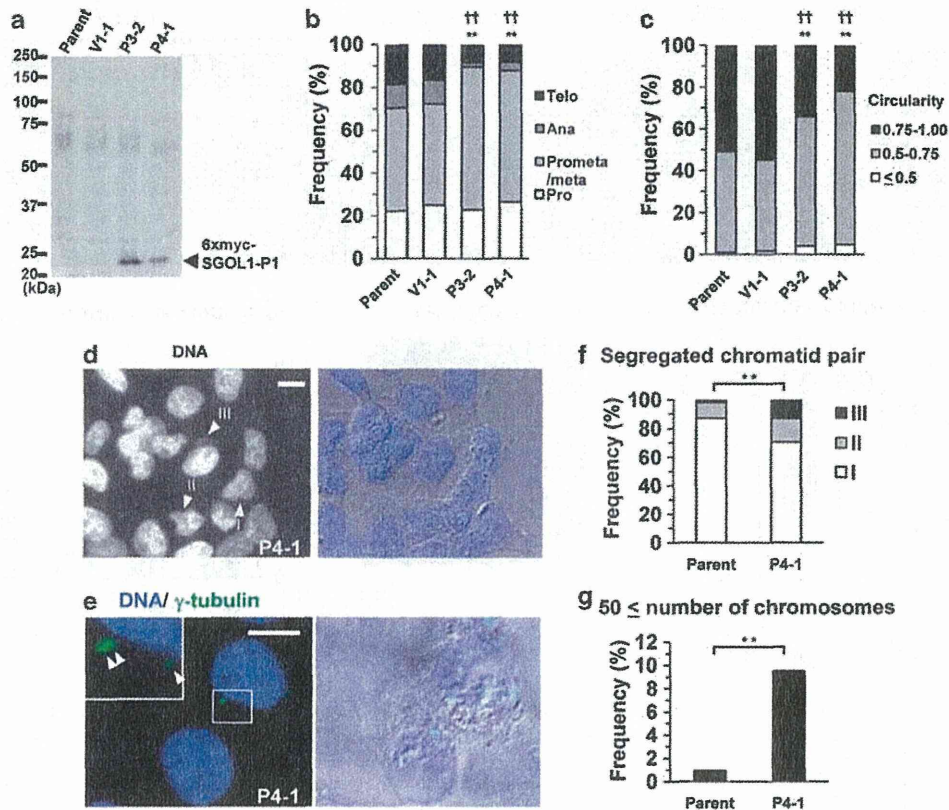 a
Parent
V1-1
P3-2
P4-1
250
150
100
75
50
37
25
20
(kDa)
6xmyc-
SGOL1-P1
b
††
††
**
**
Frequency (%)
100
80
60
40
20
0
Parent
V1-1
P3-2
P4-1
Telo
Ana
Prometa
/meta
Pro
c
††
††
**
**
Frequency (%)
100
80
60
40
20
0
Parent
V1-1
P3-2
P4-1
Circularity
0.75-1.00
0.5-0.75
≤ 0.5
d
DNA
III
II
I
P4-1
e
DNA/ γ-tubulin
P4-1
f
Segregated chromatid pair
**
Frequency (%)
100
80
60
40
20
0
Parent
P4-1
III
II
I
g
50 ≤ number of chromosomes
**
Frequency (%)
12
10
8
6
4
2
0
Parent
P4-1